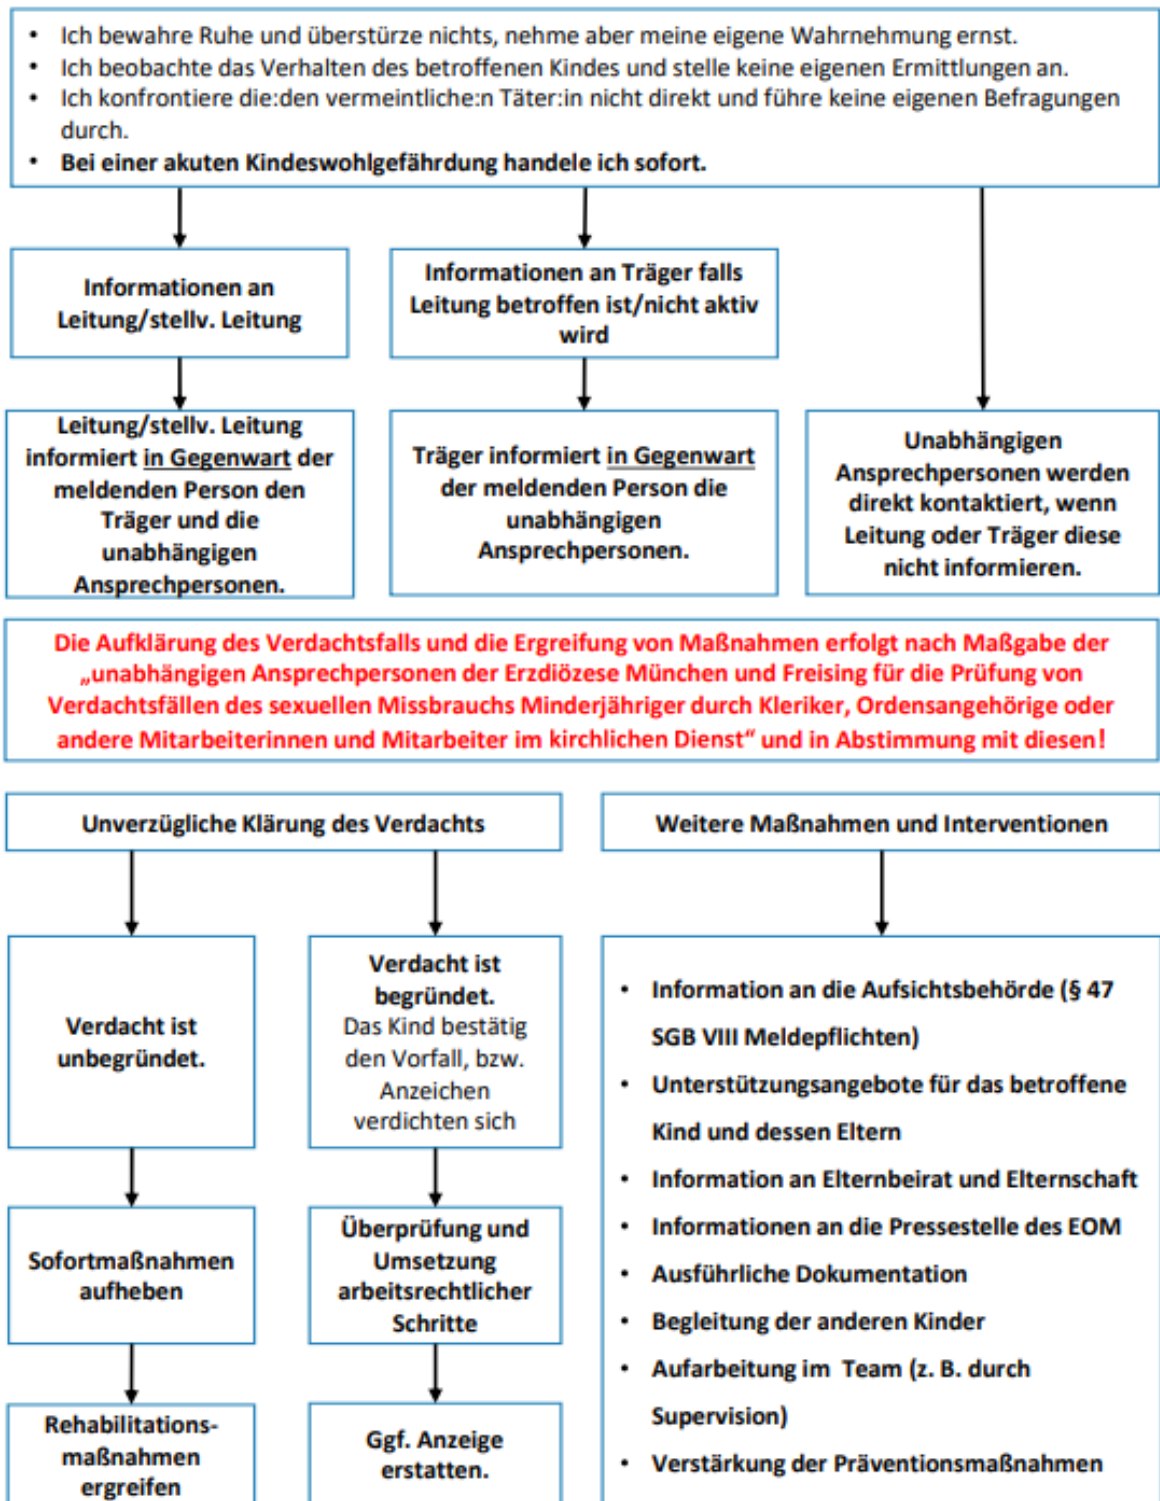 • Ich bewahre Ruhe und überstürze nichts, nehme aber meine eigene Wahrnehmung ernst.
• Ich beobachte das Verhalten des betroffenen Kindes und stelle keine eigenen Ermittlungen an.
• Ich konfrontiere die:den vermeintliche:n Täter:in nicht direkt und führe keine eigenen Befragungen
durch.
• Bei einer akuten Kindeswohlgefährdung handele ich sofort.
Informationen an
Leitung/stellv. Leitung
Informationen an Träger falls
Leitung betroffen ist/nicht aktiv
wird
Leitung/stellv. Leitung
informiert in Gegenwart der
meldenden Person den
Träger und die
unabhängigen
Ansprechpersonen.
Träger informiert in Gegenwart
der meldenden Person die
unabhängigen
Ansprechpersonen.
Unabhängigen
Ansprechpersonen werden
direkt kontaktiert, wenn
Leitung oder Träger diese
nicht informieren.
Die Aufklärung des Verdachtsfalls und die Ergreifung von Maßnahmen erfolgt nach Maßgabe der
„unabhängigen Ansprechpersonen der Erzdiözese München und Freising für die Prüfung von
Verdachtsfällen des sexuellen Missbrauchs Minderjähriger durch Kleriker, Ordensangehörige oder
andere Mitarbeiterinnen und Mitarbeiter im kirchlichen Dienst“ und in Abstimmung mit diesen!
Unverzügliche Klärung des Verdachts
Verdacht ist
unbegründet.
Sofortmaßnahmen
aufheben
Rehabilitations-
maßnahmen
ergreifen
Verdacht ist
begründet.
Das Kind bestätig
den Vorfall, bzw.
Anzeichen
verdichten sich
Überprüfung und
Umsetzung
arbeitsrechtlicher
Schritte
Ggf. Anzeige
erstatten.
Weitere Maßnahmen und Interventionen
• Information an die Aufsichtsbehörde (§ 47
SGB VIII Meldepflichten)
• Unterstützungsangebote für das betroffene
Kind und dessen Eltern
• Information an Elternbeirat und Elternschaft
• Informationen an die Pressestelle des EOM
• Ausführliche Dokumentation
• Begleitung der anderen Kinder
• Aufarbeitung im Team (z. B. durch
Supervision)
• Verstärkung der Präventionsmaßnahmen